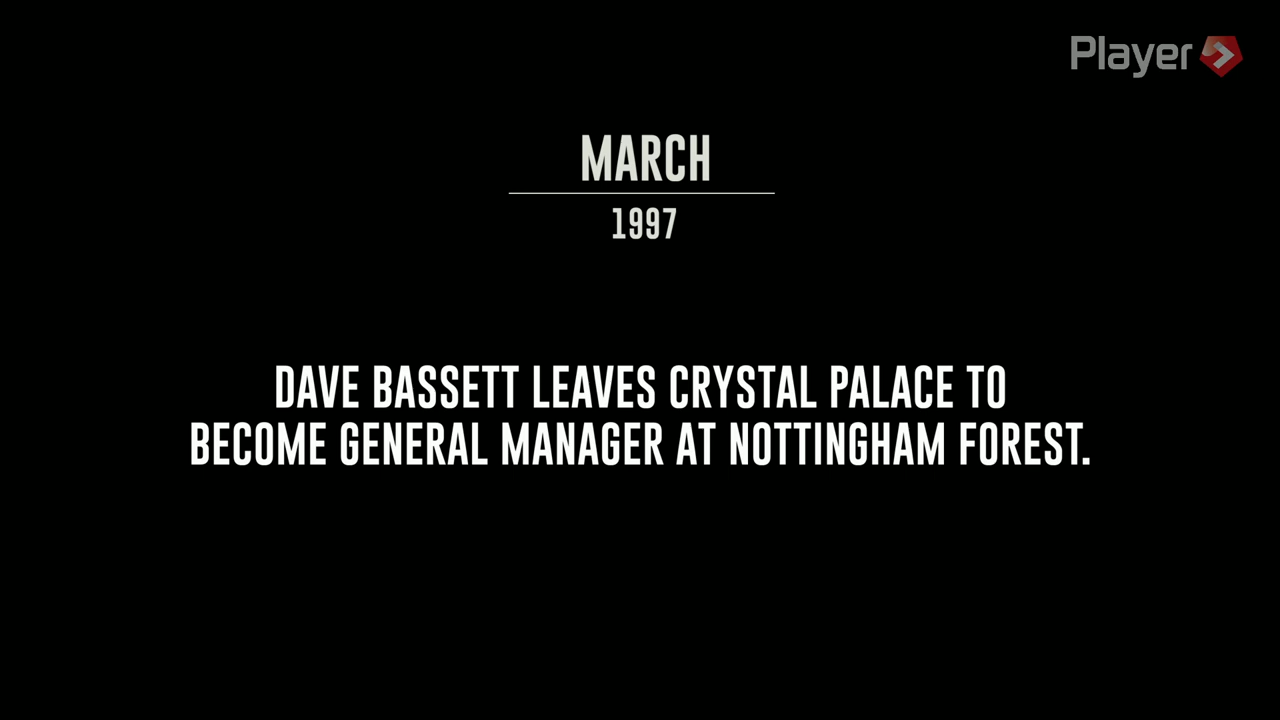 Player
MARCH
1997
DAVE BASSETT LEAVES CRYSTAL PALACE TO
BECOME GENERAL MANAGER AT NOTTINGHAM FOREST.